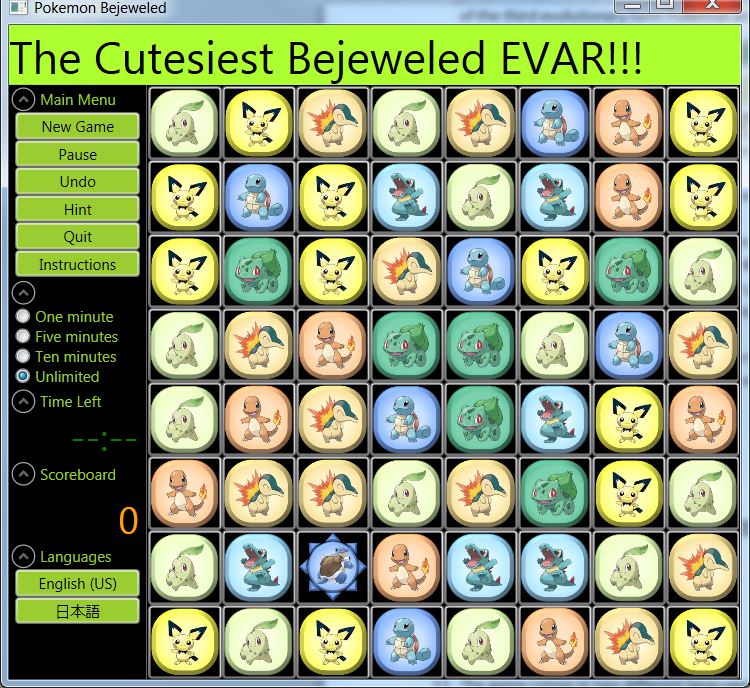 Pokemon Bejeweled
The Cutesiest Bejeweled EVAR!!!
Main Menu
New Game
Pause
Undo
Hint
Quit
Instructions
One minute
Five minutes
Ten minutes
Unlimited
Time Left
--:--
Scoreboard
0
Languages
English (US)
日本語